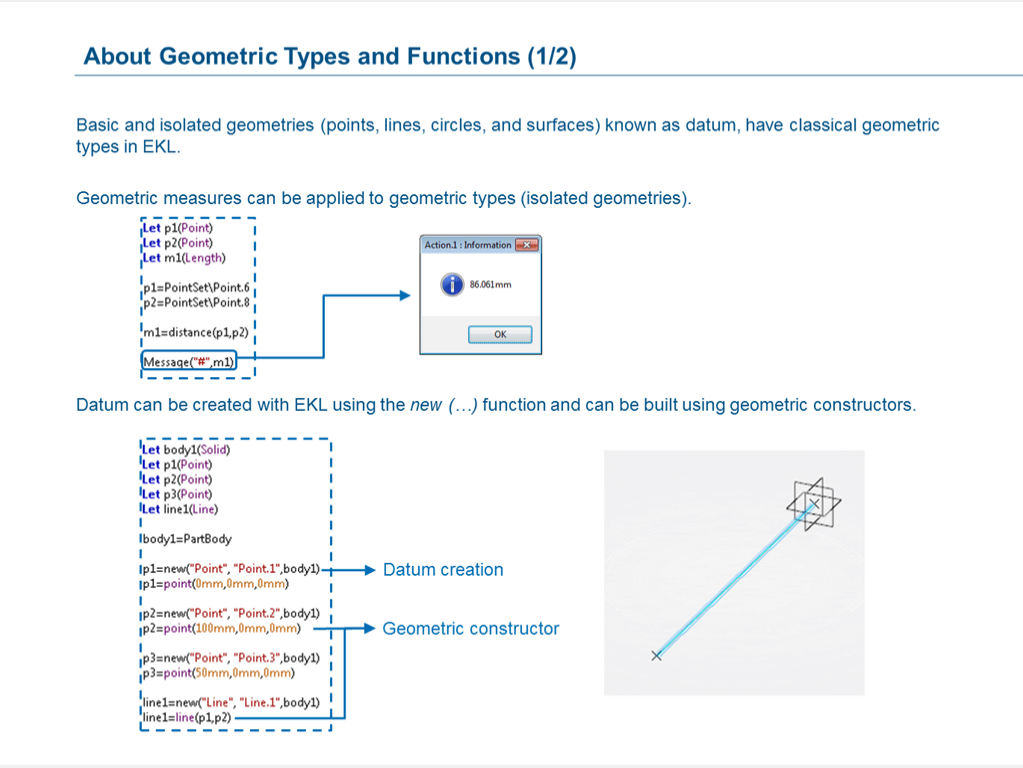 About Geometric Types and Functions (1/2)
Basic and isolated geometries (points, lines, circles, and surfaces) known as datum, have classical geometric
types in EKL.
Geometric measures can be applied to geometric types (isolated geometries).
Let p1(Point)
Let p2(Point)
Let m1(Length)
p1=PointSet\Point.6
p2=PointSet\Point.8
m1=distance(p1,p2)
Message("#",m1)
Action.1 : Information
86.061mm
OK
Datum can be created with EKL using the new (…) function and can be built using geometric constructors.
Let body1(Solid)
Let p1(Point)
Let p2(Point)
Let p3(Point)
Let line1(Line)
body1=PartBody
p1=new("Point", "Point.1",body1)
p1=point(0mm,0mm,0mm)
p2=new("Point", "Point.2",body1)
p2=point(100mm,0mm,0mm)
p3=new("Point", "Point.3",body1)
p3=point(50mm,0mm,0mm)
line1=new("Line", "Line.1",body1)
line1=line(p1,p2)
Datum creation
Geometric constructor